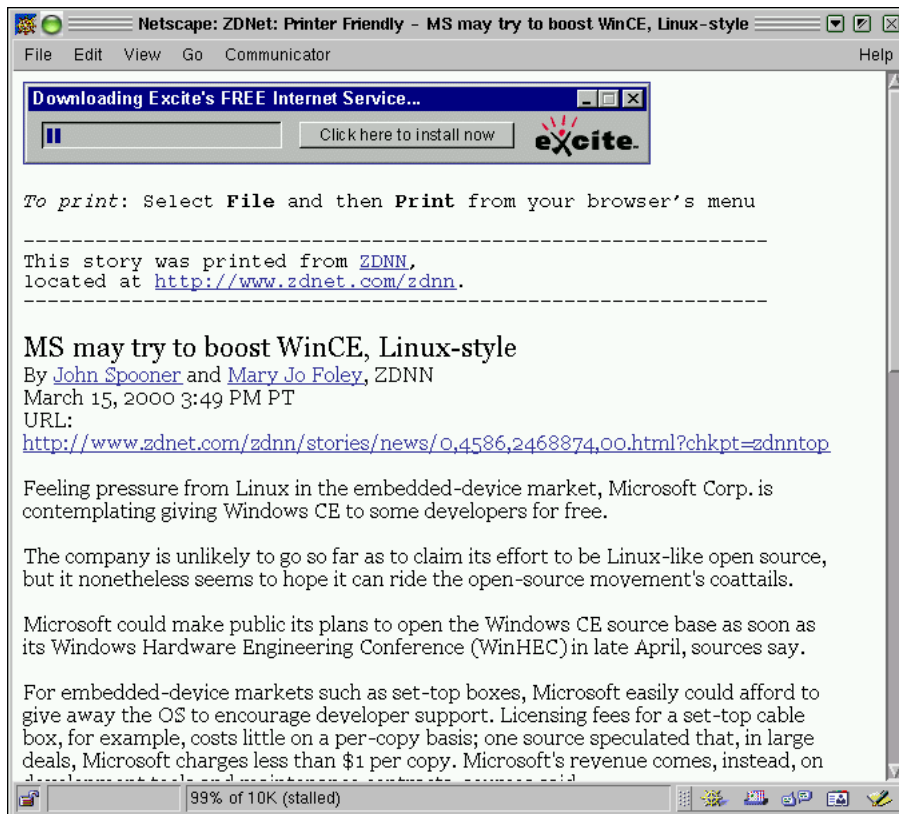 Netscape: ZDNet: Printer Friendly - MS may try to boost WinCE, Linux-style
File Edit View Go Communicator Help
Downloading Excite's FREE Internet Service...
Click here to install now
excite
To print: Select File and then Print from your browser's menu
--------------------------------------------------------------
This story was printed from ZDNN,
located at http://www.zdnet.com/zdnn.
--------------------------------------------------------------
MS may try to boost WinCE, Linux-style
By John Spooner and Mary Jo Foley, ZDNN
March 15, 2000 3:49 PM PT
URL:
http://www.zdnet.com/zdnn/stories/news/0,4586,2468874,00.html?chkpt=zdnntop
Feeling pressure from Linux in the embedded-device market, Microsoft Corp. is
contemplating giving Windows CE to some developers for free.
The company is unlikely to go so far as to claim its effort to be Linux-like open source,
but it nonetheless seems to hope it can ride the open-source movement's coattails.
Microsoft could make public its plans to open the Windows CE source base as soon as
its Windows Hardware Engineering Conference (WinHEC) in late April, sources say.
For embedded-device markets such as set-top boxes, Microsoft easily could afford to
give away the OS to encourage developer support. Licensing fees for a set-top cable
box, for example, costs little on a per-copy basis; one source speculated that, in large
deals, Microsoft charges less than $1 per copy. Microsoft's revenue comes, instead, on
development tools and maintenance contracts, sources said.
99% of 10K (stalled)